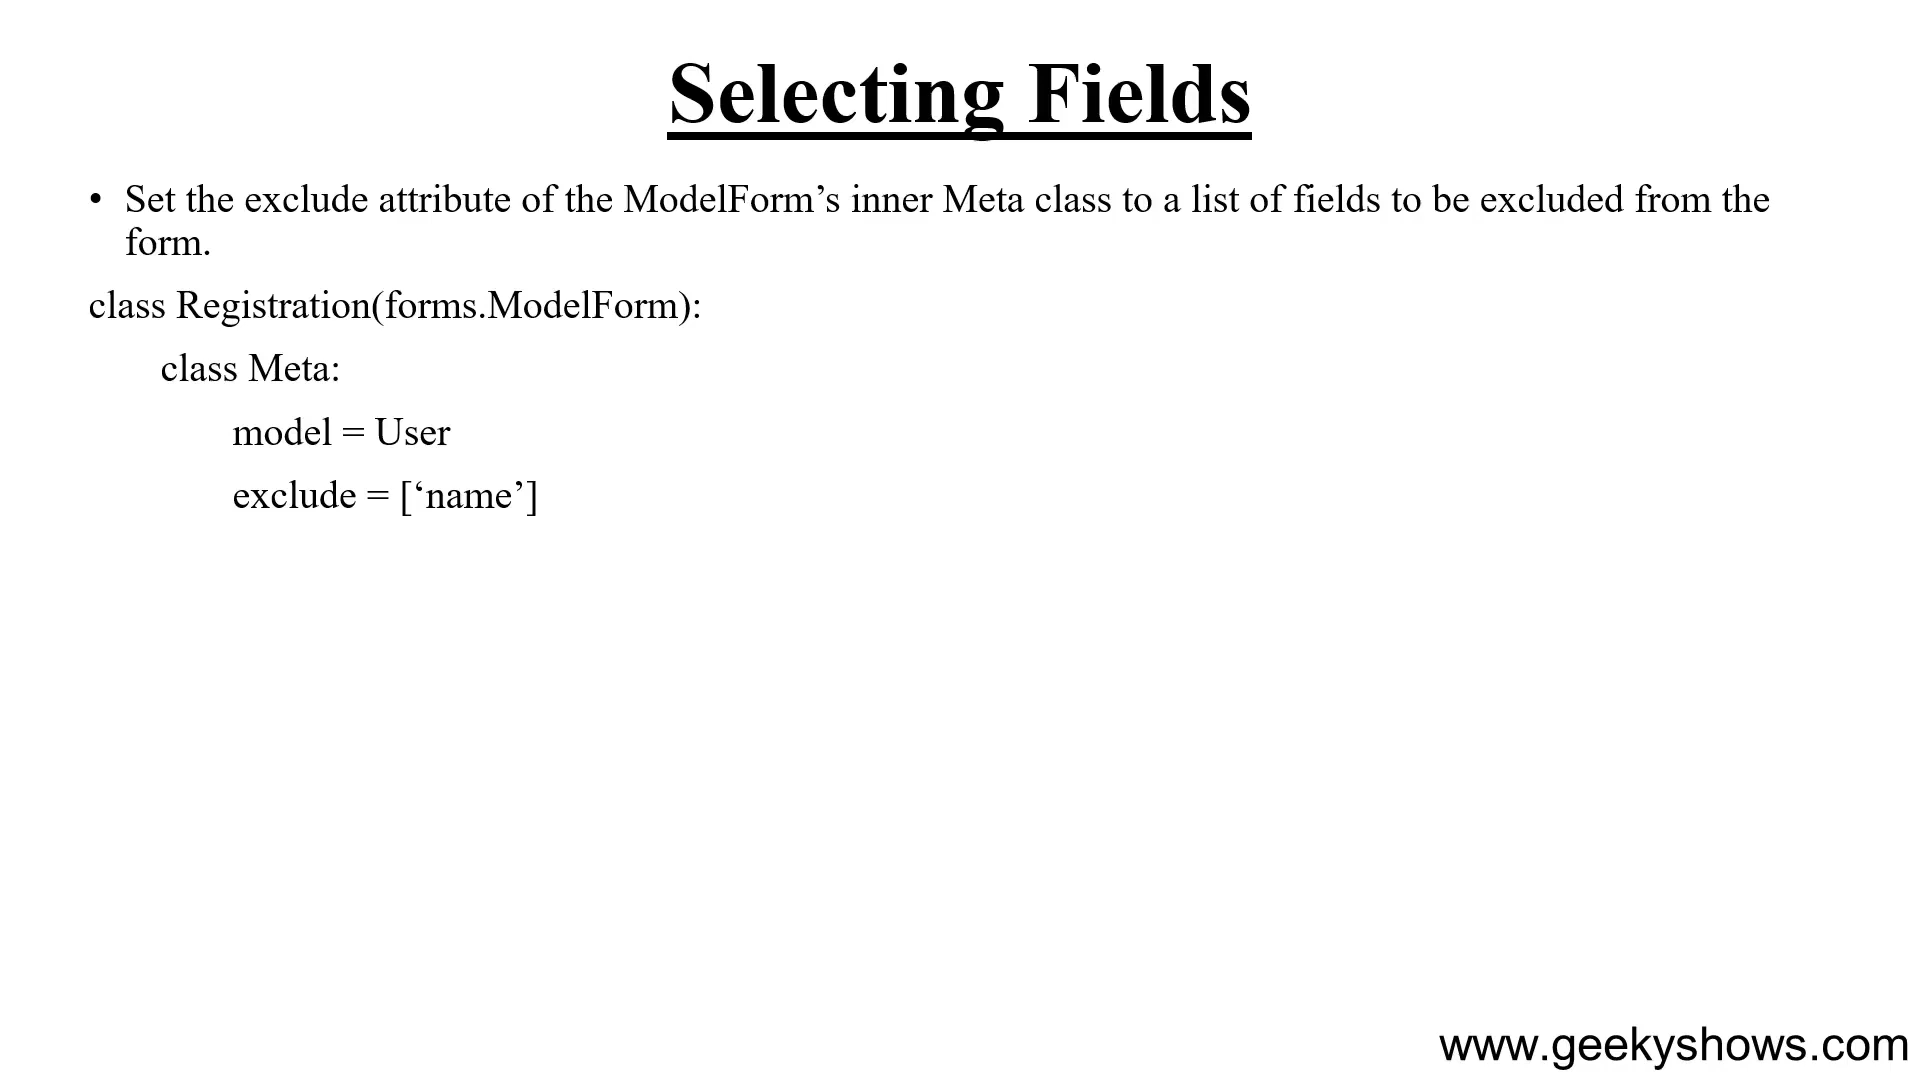 Selecting Fields
• Set the exclude attribute of the ModelForm’s inner Meta class to a list of fields to be excluded from the
form.
class Registration(forms.ModelForm):
class Meta:
model = User
exclude = [‘name’]
www.geekyshows.com